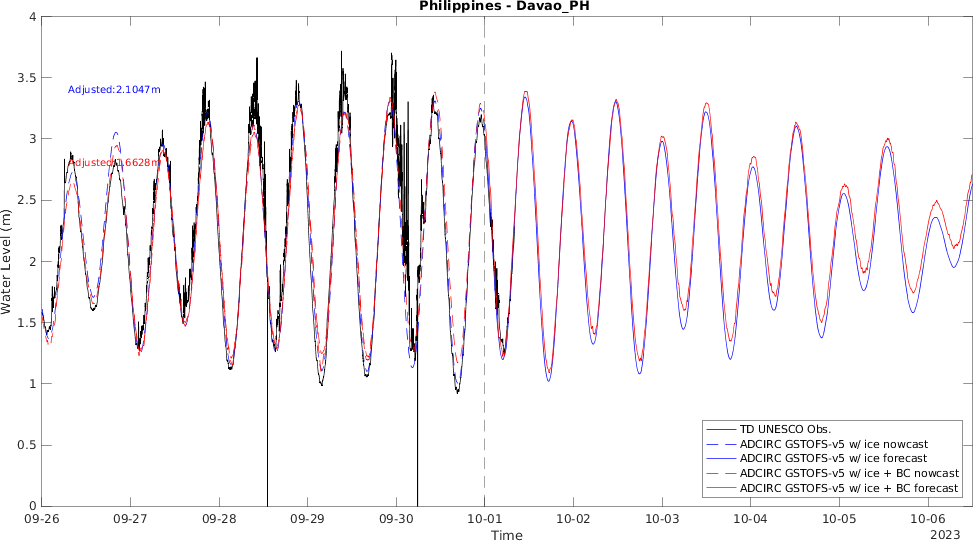 Philippines - Davao_PH
Water Level (m)
4
3.5
3
2.5
2
1.5
1
0.5
0
Adjusted:2.1047m
Adjusted:1.6628m
TD UNESCO Obs.
ADCIRC GSTOFS-v5 w/ ice nowcast
ADCIRC GSTOFS-v5 w/ ice forecast
ADCIRC GSTOFS-v5 w/ ice + BC nowcast
ADCIRC GSTOFS-v5 w/ ice + BC forecast
09-26 09-27 09-28 09-29 09-30 10-01 10-02 10-03 10-04 10-05 10-06
2023
Time